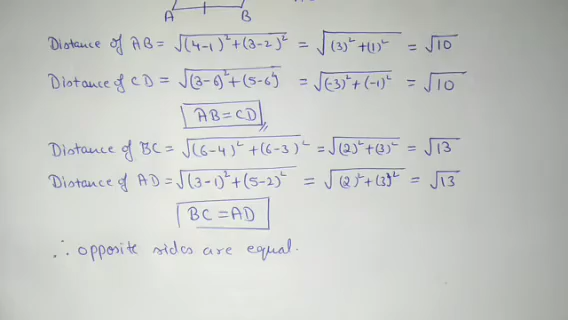 A B
Distance of AB = √(4-1)²+(3-2)² = √(3)²+(1)² = √10
Distance of CD = √(3-6)²+(5-6)² = √(-3)²+(-1)² = √10
AB = CD
Distance of BC = √(6-4)²+(6-3)² = √(2)²+(3)² = √13
Distance of AD = √(3-1)²+(5-2)² = √(2)²+(3)² = √13
BC = AD
∴ opposite sides are equal.